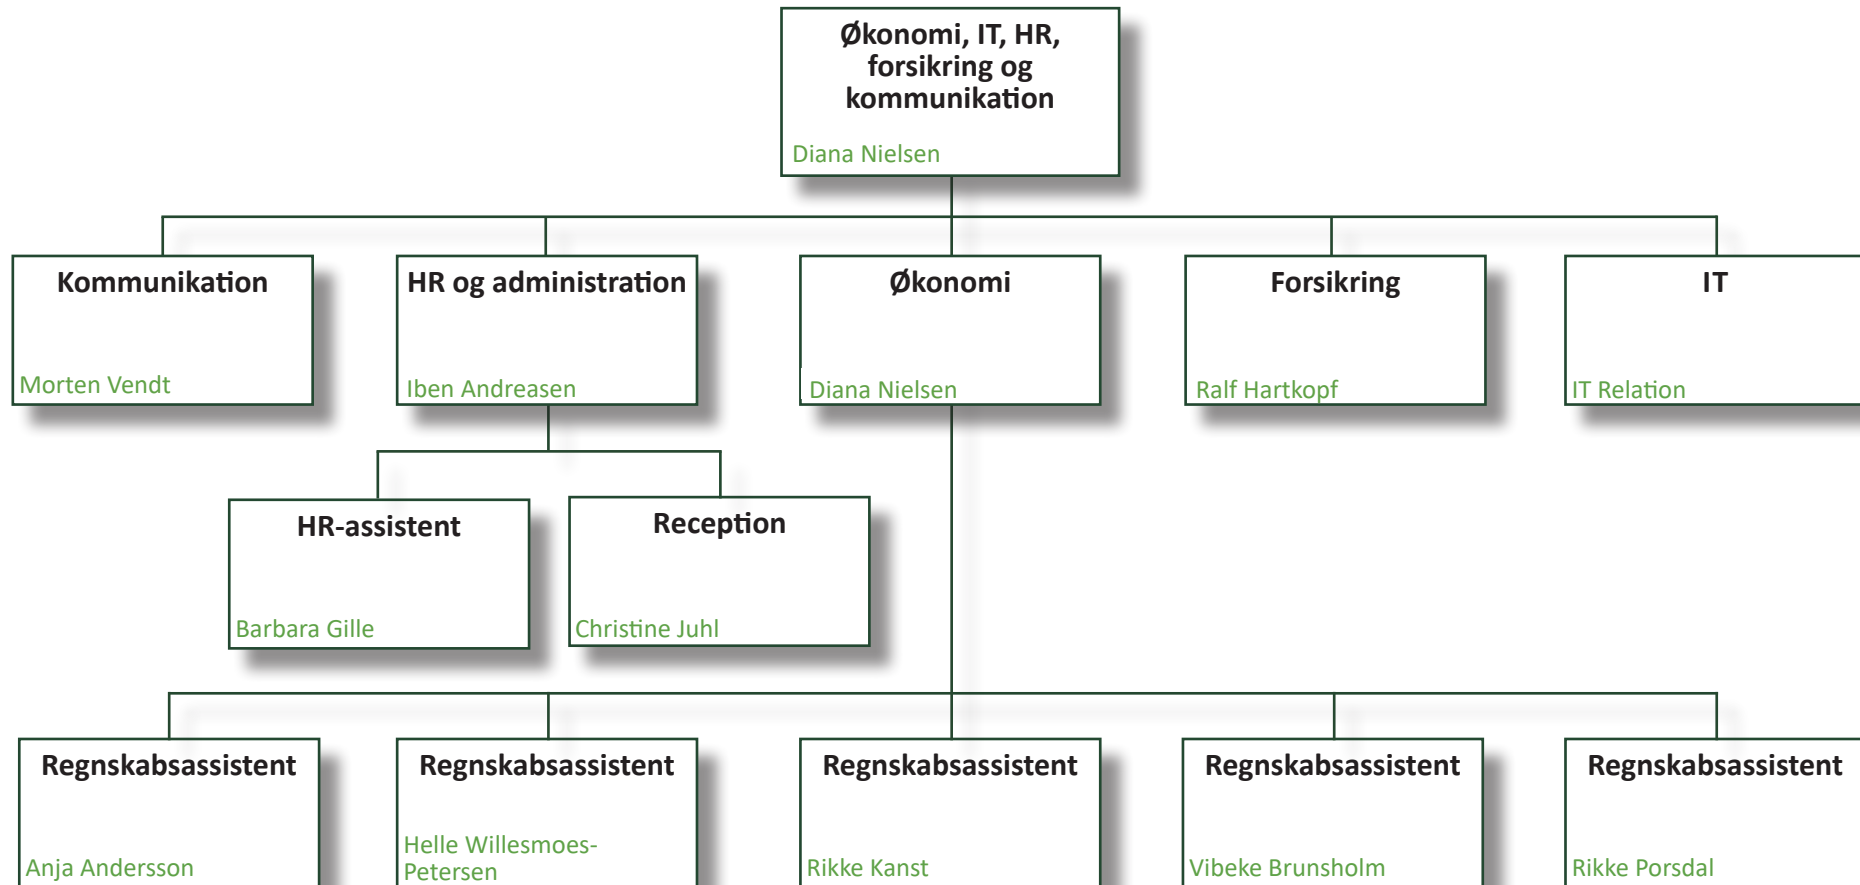 Økonomi, IT, HR,
forsikring og
kommunikation
Diana Nielsen
Kommunikation
Morten Vendt
HR og administration
Iben Andreasen
Økonomi
Diana Nielsen
Forsikring
Ralf Hartkopf
IT
IT Relation
HR-assistent
Barbara Gille
Reception
Christine Juhl
Regnskabsassistent
Anja Andersson
Regnskabsassistent
Helle Willesmoes-
Petersen
Regnskabsassistent
Rikke Kanst
Regnskabsassistent
Vibeke Brunsholm
Regnskabsassistent
Rikke Porsdal